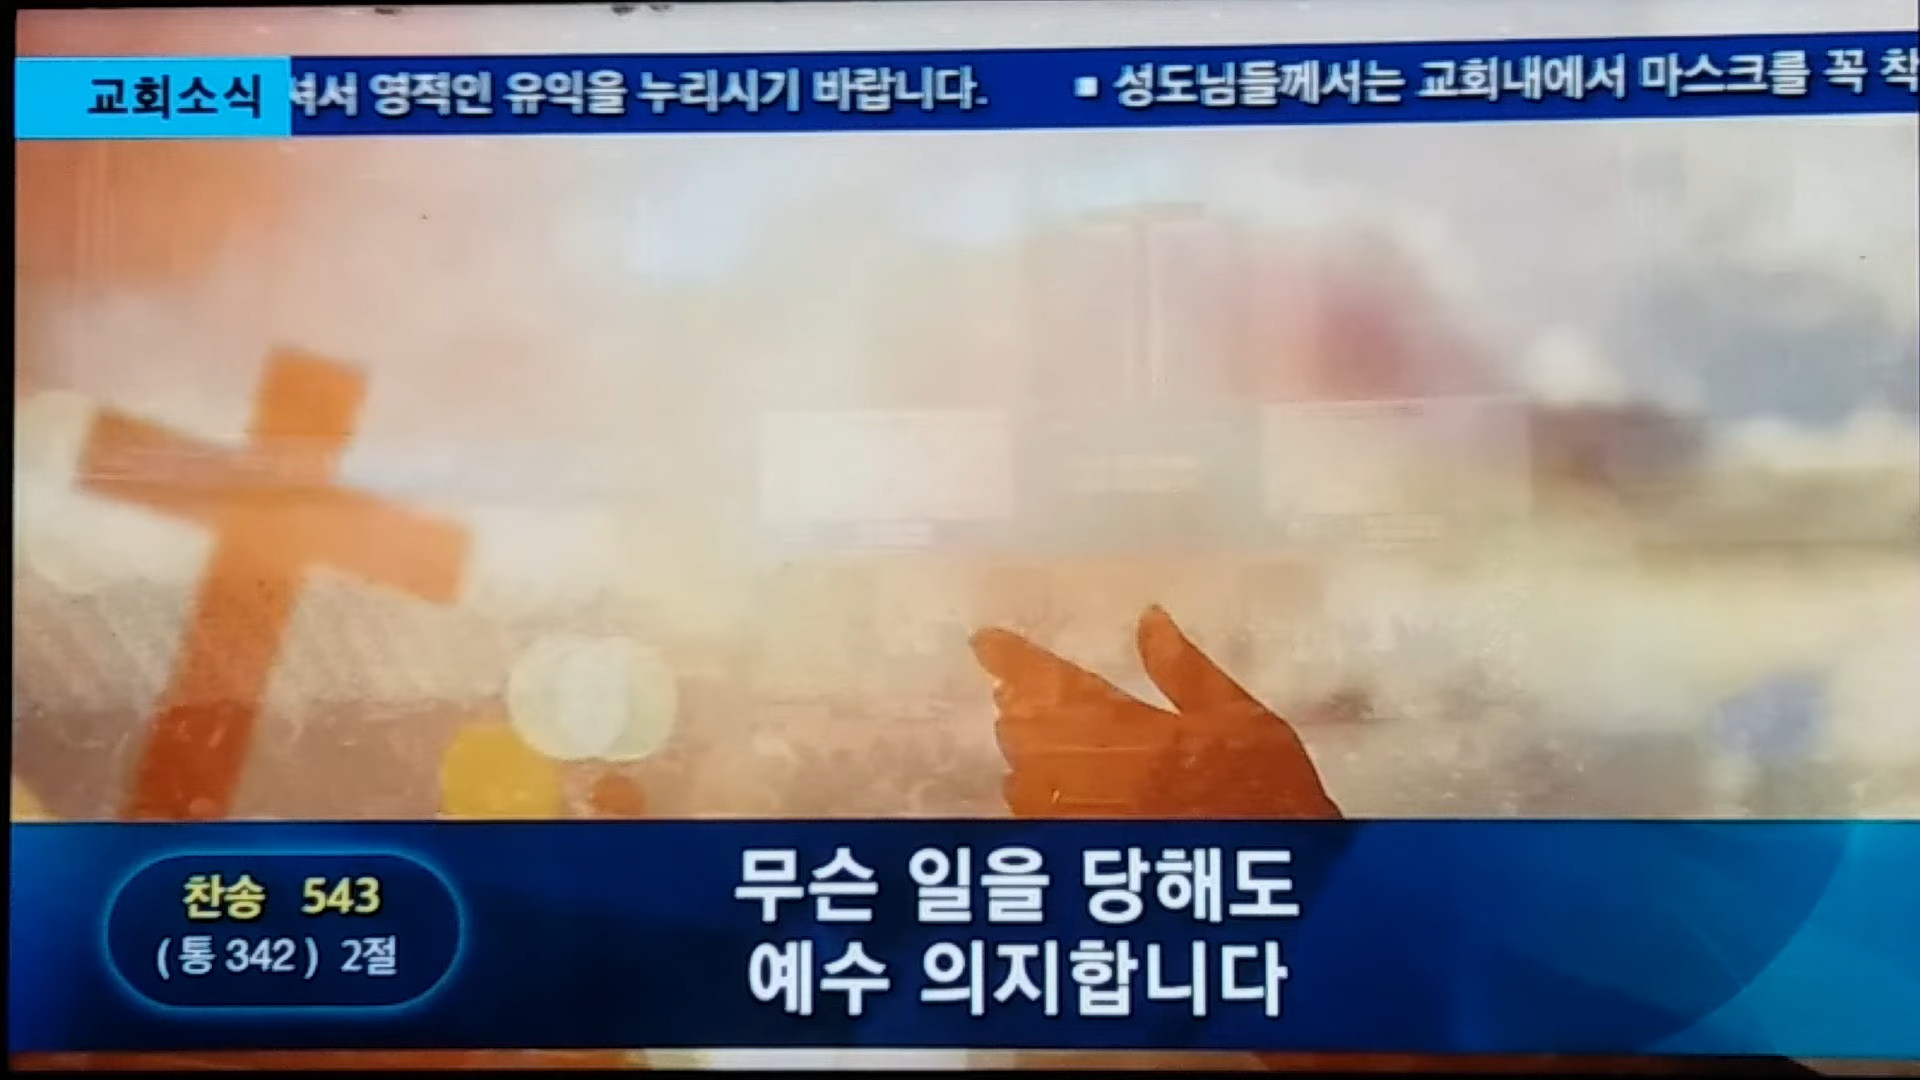 교회소식
셔서 영적인 유익을 누리시기 바랍니다. ■ 성도님들께서는 교회내에서 마스크를 꼭 착
찬송 543
(통 342) 2절
무슨 일을 당해도
예수 의지합니다